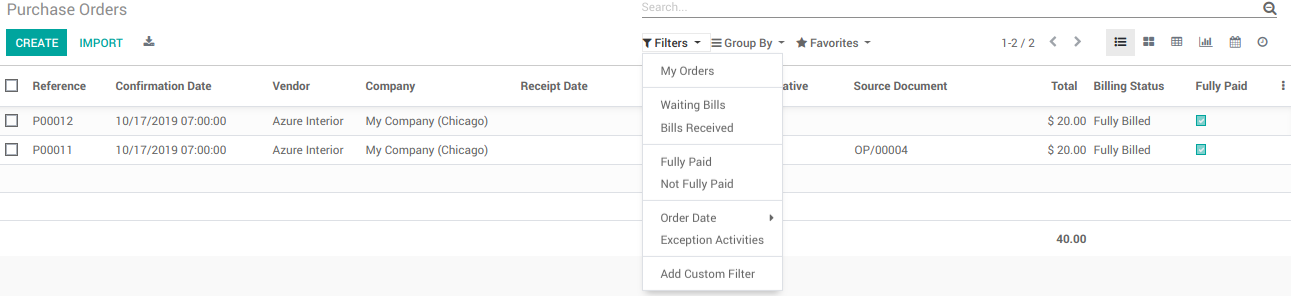 Purchase Orders
Search...
CREATE IMPORT
Filters Group By Favorites 1-2 / 2
Reference Confirmation Date Vendor Company Receipt Date ative Source Document Total Billing Status Fully Paid
P00012 10/17/2019 07:00:00 Azure Interior My Company (Chicago) $ 20.00 Fully Billed
P00011 10/17/2019 07:00:00 Azure Interior My Company (Chicago) OP/00004 $ 20.00 Fully Billed
40.00
My Orders
Waiting Bills
Bills Received
Fully Paid
Not Fully Paid
Order Date
Exception Activities
Add Custom Filter